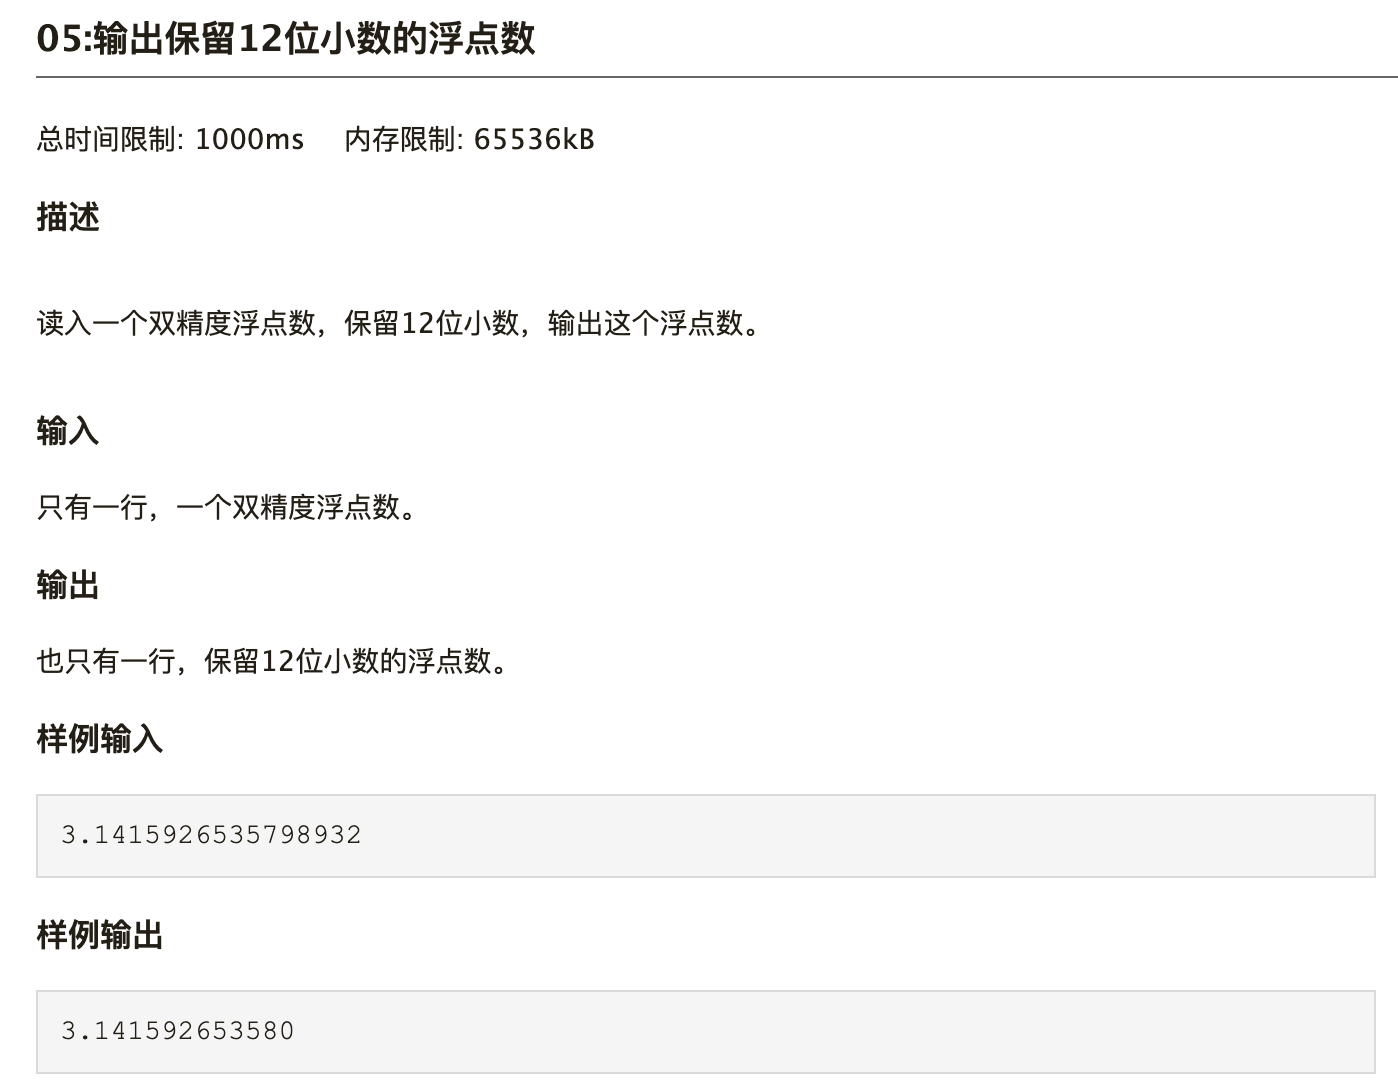 05:输出保留12位小数的浮点数
总时间限制: 1000ms 内存限制: 65536kB
描述
读入一个双精度浮点数，保留12位小数，输出这个浮点数。
输入
只有一行，一个双精度浮点数。
输出
也只有一行，保留12位小数的浮点数。
样例输入
3.1415926535798932
样例输出
3.141592653580